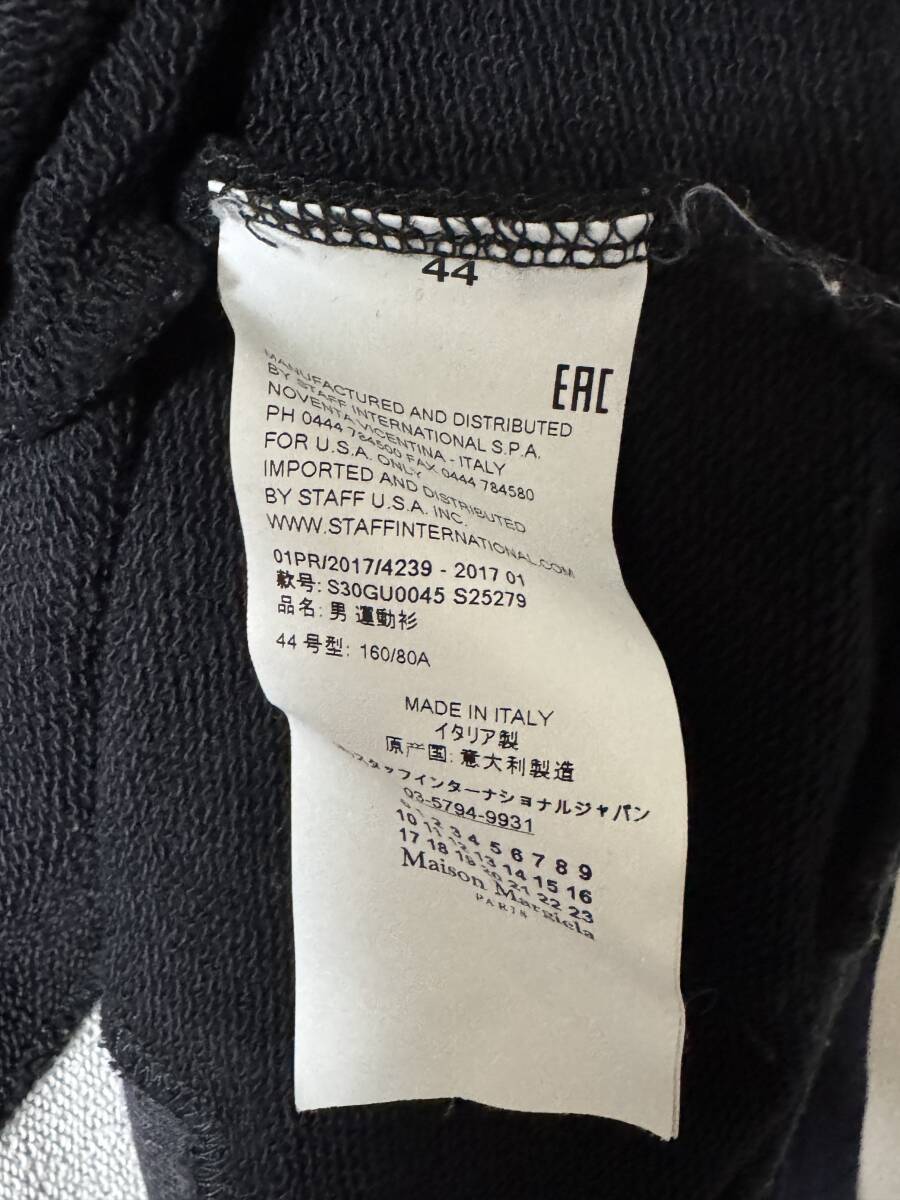 44
EAC
MANUFACTURED AND DISTRIBUTED
BY STAFF INTERNATIONAL S.P.A.
NOVENTA VICENTINA - ITALY
PH 0444 784500 FAX 0444 784580
FOR U.S.A. ONLY
IMPORTED AND DISTRIBUTED
BY STAFF U.S.A. INC.
WWW.STAFFINTERNATIONAL.COM
01PR/2017/4239 - 2017 01
款号: S30GU0045 S25279
品名: 男 運動衫
44 号型: 160/80A
MADE IN ITALY
イタリア製
原产国: 意大利製造
スタッフインターナショナルジャパン
03-5794-9931
0 1 2 3 4 5 6 7 8 9
10 11 12 13 14 15 16
17 18 19 20 21 22 23
Maison Margiela
PARIS